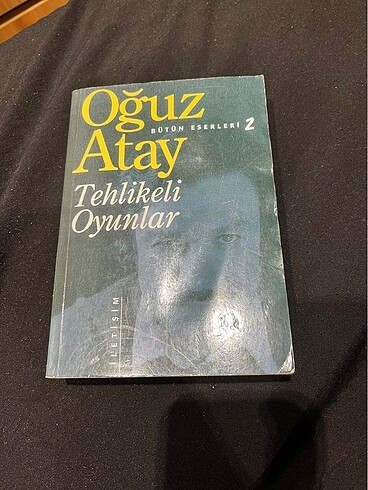 Oğuz
BÜTÜN ESERLERİ 2
Atay
Tehlikeli
Oyunlar
İLETİŞİM